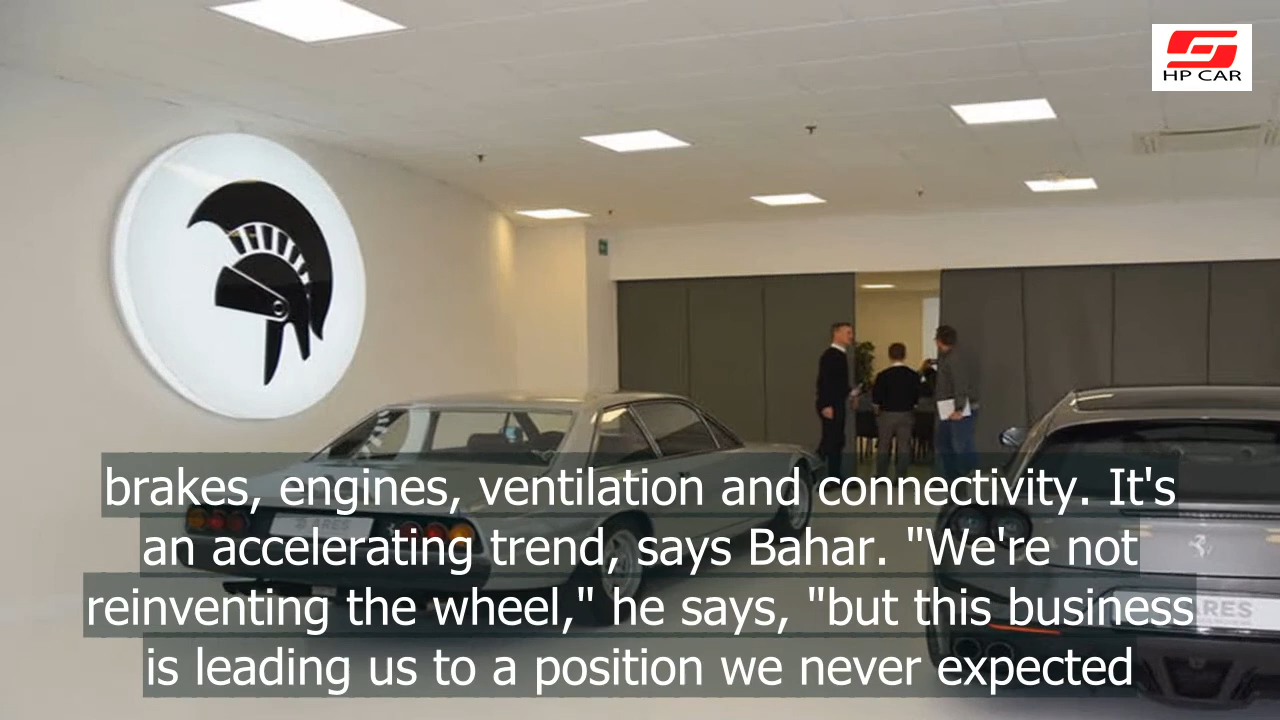 HP CAR
brakes, engines, ventilation and connectivity. It's
an accelerating trend, says Bahar. "We're not
reinventing the wheel," he says, "but this business
is leading us to a position we never expected
ARES